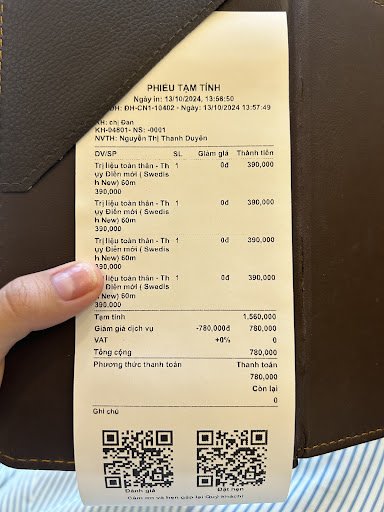 PHIẾU TẠM TÍNH
Ngày in: 13/10/2024, 13:56:50
ĐH: ĐH-CN1-10402 - Ngày: 13/10/2024 13:57:49
KH: chị Đan
KH-04801- NS: -0001
NVTH: Nguyễn Thị Thanh Duyên
DV/SP SL Giảm giá Thành tiền
Trị liệu toàn thân - Th 1 0đ 390,000
ụy Điển mới ( Swedis
h New) 60m
390,000
Trị liệu toàn thân - Th 1 0đ 390,000
ụy Điển mới ( Swedis
h New) 60m
390,000
Trị liệu toàn thân - Th 1 0đ 390,000
ụy Điển mới ( Swedis
h New) 60m
390,000
liệu toàn thân - Th 1 0đ 390,000
Điển mới ( Swedis
h New) 60m
390,000
Tạm tính 1,560,000
Giảm giá dịch vụ -780,000đ 780,000
VAT +0% 0
Tổng cộng 780,000
Phương thức thanh toán Thanh toán
780,000
Còn lại
0
Ghi chú
Đánh giá Đặt hẹn
Cảm ơn và hẹn gặp lại Quý khách!